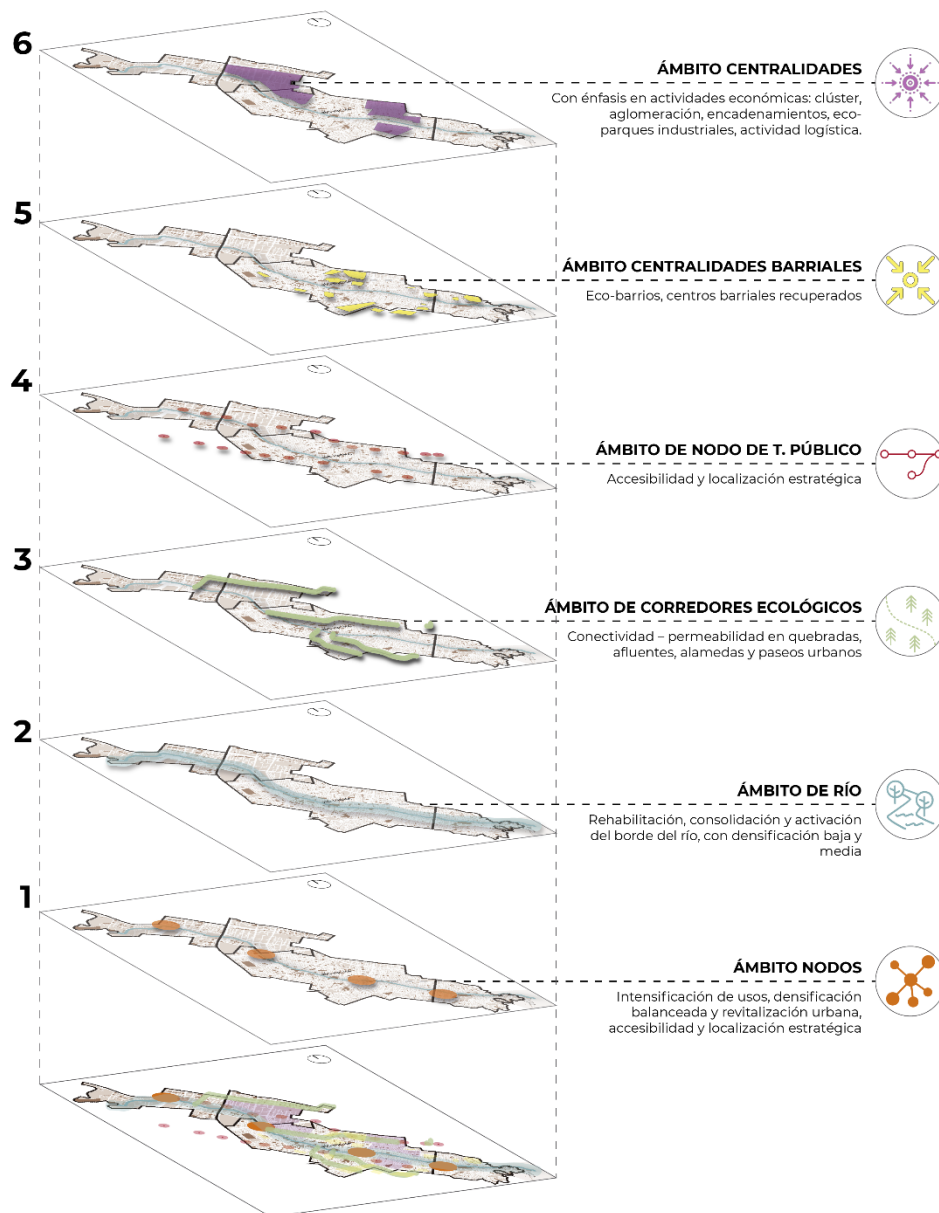 6
ÁMBITO CENTRALIDADES
Con énfasis en actividades económicas: clúster,
aglomeración, encadenamientos, eco-
parques industriales, actividad logística.
5
ÁMBITO CENTRALIDADES BARRIALES
Eco-barrios, centros barriales recuperados
4
ÁMBITO DE NODO DE T. PÚBLICO
Accesibilidad y localización estratégica
3
ÁMBITO DE CORREDORES ECOLÓGICOS
Conectividad – permeabilidad en quebradas,
afluentes, alamedas y paseos urbanos
2
ÁMBITO DE RÍO
Rehabilitación, consolidación y activación
del borde del río, con densificación baja y
media
1
ÁMBITO NODOS
Intensificación de usos, densificación
balanceada y revitalización urbana,
accesibilidad y localización estratégica